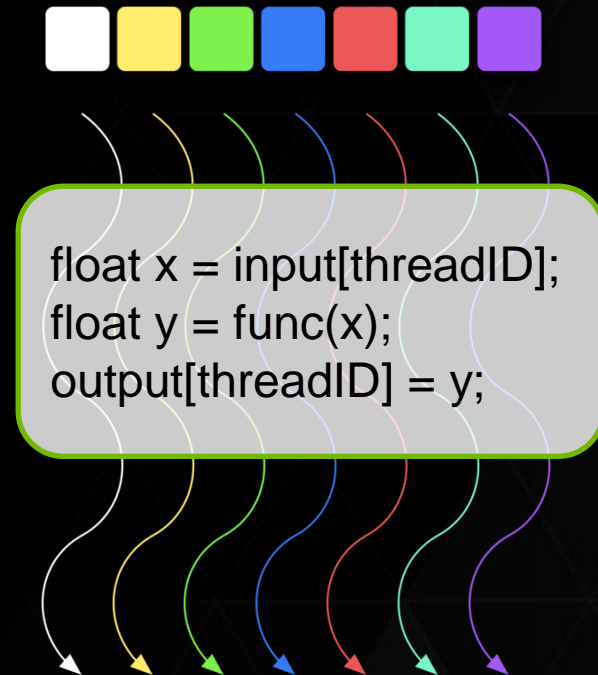 float x = input[threadID];
float y = func(x);
output[threadID] = y;